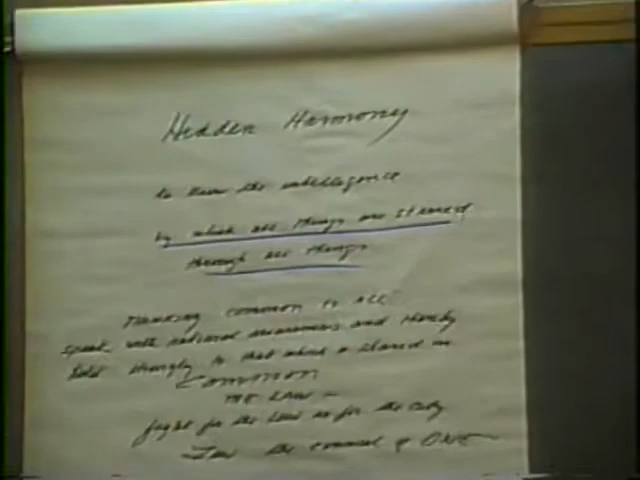 Hidden Harmony
to know the intelligence
by which all things are steered
through all things
Thinking common to all
speak with rational awareness and thereby
hold strongly to that which is shared in
Common
THE LAW –
fight for the law as for the city
Law the counsel of ONE